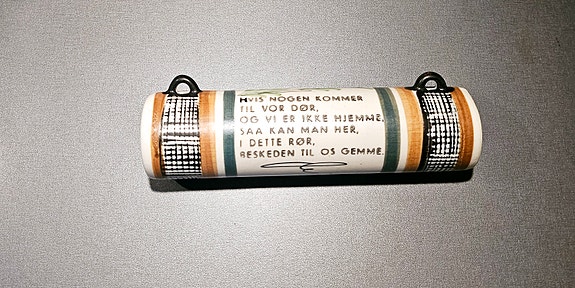 HVIS NOGEN KOMMER
TIL VOR DØR,
OG VI ER IKKE HJEMME,
SAA KAN MAN HER,
I DETTE RØR,
BESKEDEN TIL OS GEMME.